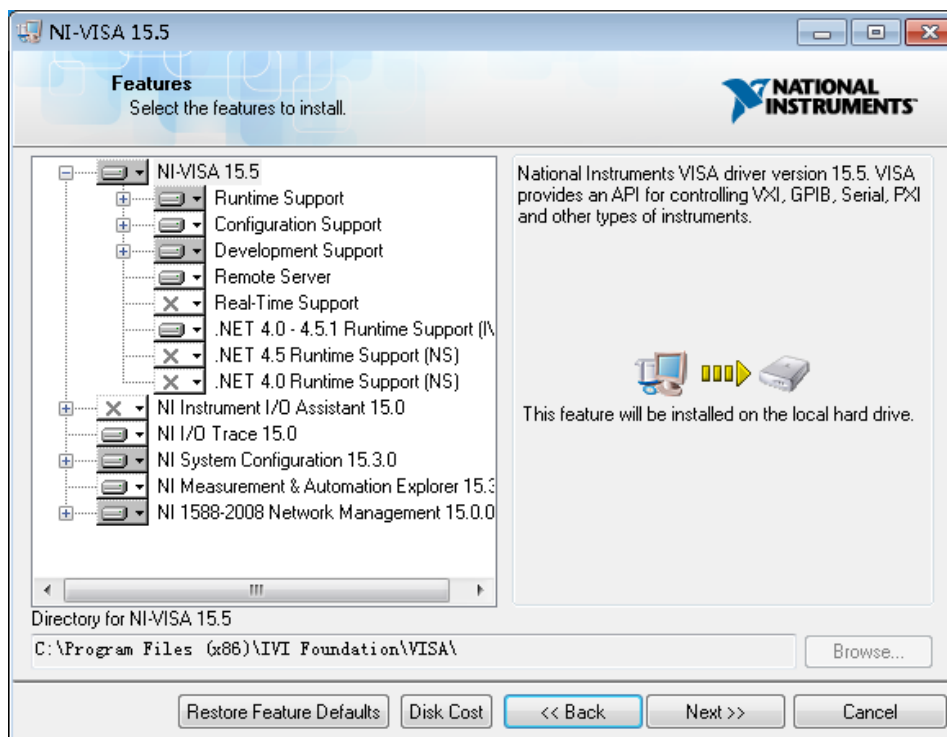 NI-VISA 15.5
Features
Select the features to install.
NATIONAL
INSTRUMENTS™
NI-VISA 15.5
Runtime Support
Configuration Support
Development Support
Remote Server
Real-Time Support
.NET 4.0 - 4.5.1 Runtime Support (I\
.NET 4.5 Runtime Support (NS)
.NET 4.0 Runtime Support (NS)
NI Instrument I/O Assistant 15.0
NI I/O Trace 15.0
NI System Configuration 15.3.0
NI Measurement & Automation Explorer 15.3
NI 1588-2008 Network Management 15.0.0
National Instruments VISA driver version 15.5. VISA
provides an API for controlling VXI, GPIB, Serial, PXI
and other types of instruments.
This feature will be installed on the local hard drive.
Directory for NI-VISA 15.5
C:\Program Files (x86)\IVI Foundation\VISA\
Browse...
Restore Feature Defaults
Disk Cost
<< Back
Next >>
Cancel